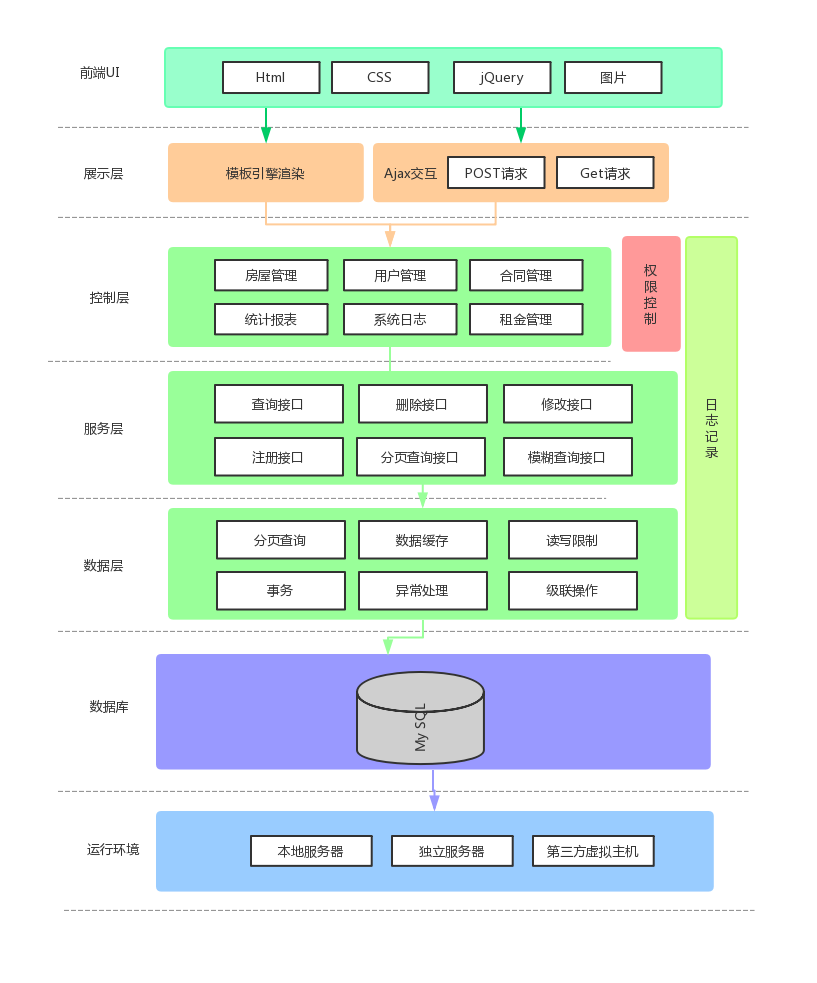 前端UI
Html
CSS
jQuery
图片
展示层
模板引擎渲染
Ajax交互
POST请求
Get请求
控制层
房屋管理
用户管理
合同管理
统计报表
系统日志
租金管理
权限控制
日志记录
服务层
查询接口
删除接口
修改接口
注册接口
分页查询接口
模糊查询接口
数据层
分页查询
数据缓存
读写限制
事务
异常处理
级联操作
数据库
My SQL
运行环境
本地服务器
独立服务器
第三方虚拟主机